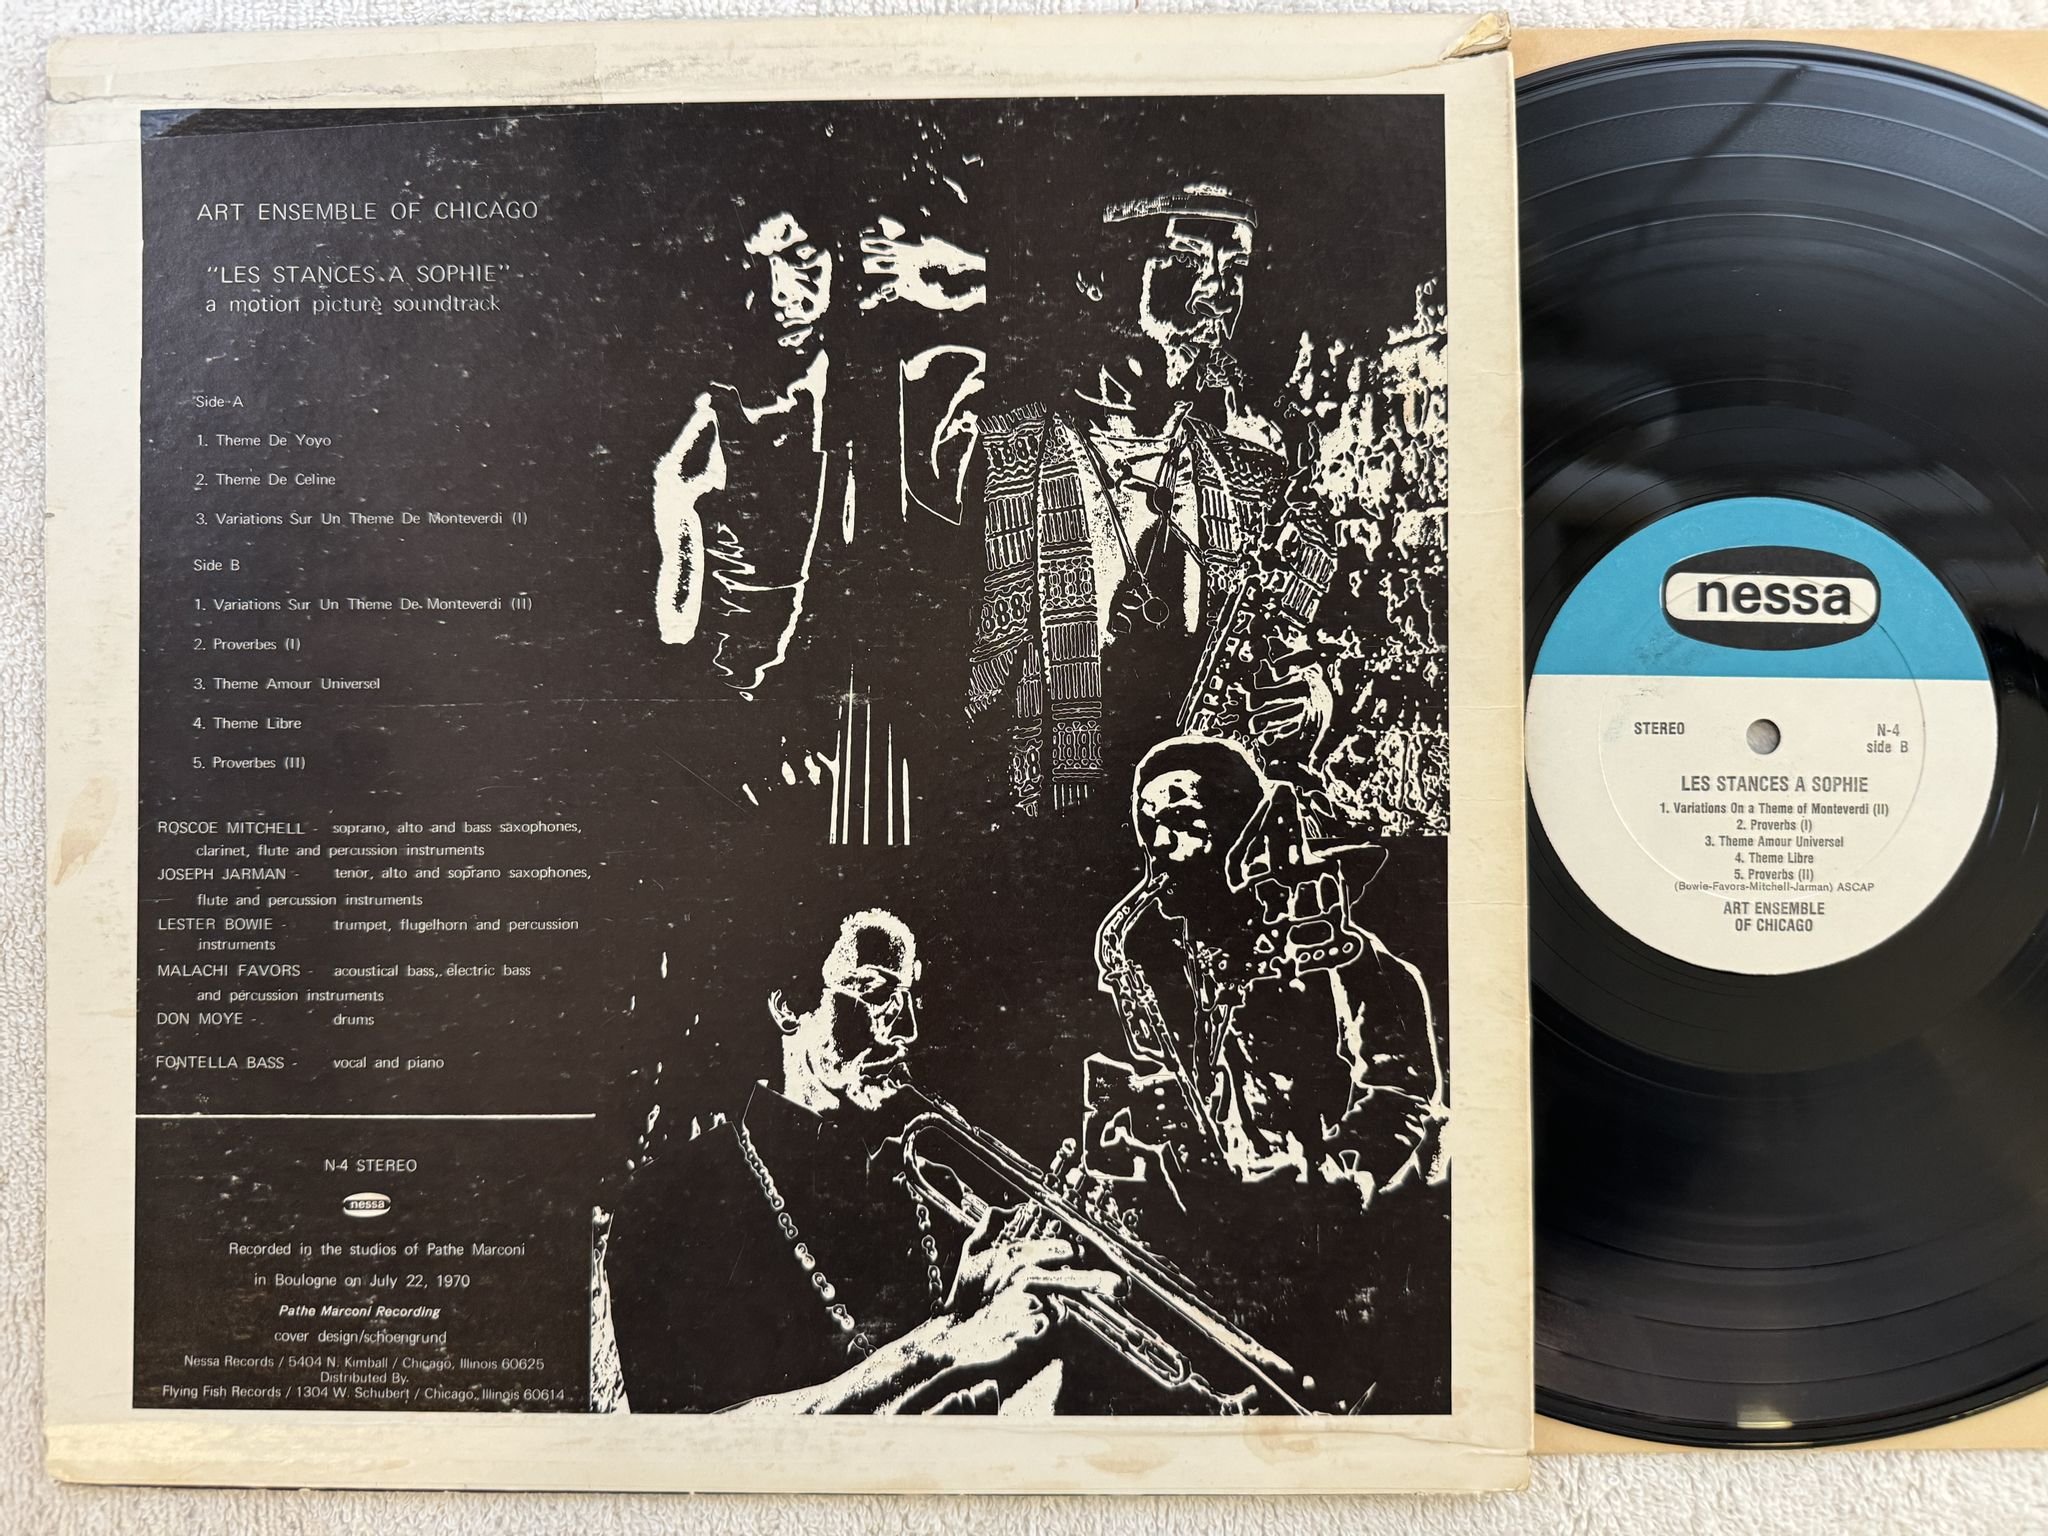 ART ENSEMBLE OF CHICAGO
"LES STANCES A SOPHIE"
a motion picture soundtrack
Side A
1. Theme De Yoyo
2. Theme De Celine
3. Variations Sur Un Theme De Monteverdi (I)
Side B
1. Variations Sur Un Theme De Monteverdi (II)
2. Proverbes (I)
3. Theme Amour Universel
4. Theme Libre
5. Proverbes (II)
ROSCOE MITCHELL - soprano, alto and bass saxophones,
clarinet, flute and percussion instruments
JOSEPH JARMAN - tenor, alto and soprano saxophones,
flute and percussion instruments
LESTER BOWIE - trumpet, flugelhorn and percussion
instruments
MALACHI FAVORS - acoustical bass, electric bass
and percussion instruments
DON MOYE - drums
FONTELLA BASS - vocal and piano
N-4 STEREO
nessa
Recorded in the studios of Pathe Marconi
in Boulogne on July 22, 1970
Pathe Marconi Recording
cover design/schoengrund
Nessa Records / 5404 N. Kimball / Chicago, Illinois 60625
Distributed By.
Flying Fish Records / 1304 W. Schubert / Chicago, Illinois 60614
nessa
STEREO
N-4
side B
LES STANCES A SOPHIE
1. Variations On a Theme of Monteverdi (II)
2. Proverbs (I)
3. Theme Amour Universel
4. Theme Libre
5. Proverbs (II)
(Bowie-Favors-Mitchell-Jarman) ASCAP
ART ENSEMBLE
OF CHICAGO